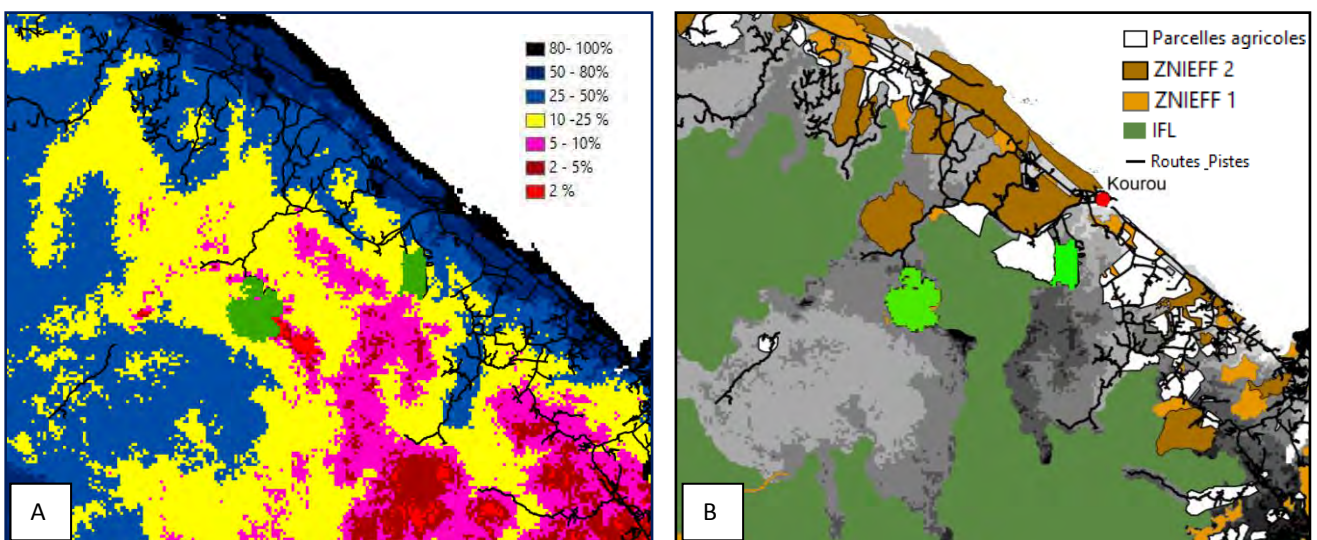 80- 100%
50 - 80%
25 - 50%
10 -25 %
5 - 10%
2 - 5%
2 %
A
Parcelles agricoles
ZNIEFF 2
ZNIEFF 1
IFL
Routes_Pistes
Kourou
B